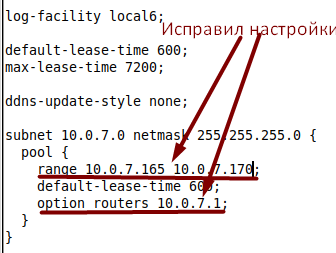 log-facility local6;
Исправил настройки
default-lease-time 600;
max-lease-time 7200;
ddns-update-style none;
subnet 10.0.7.0 netmask 255.255.255.0 {
pool {
range 10.0.7.165 10.0.7.170;
default-lease-time 600;
option routers 10.0.7.1;
}
}